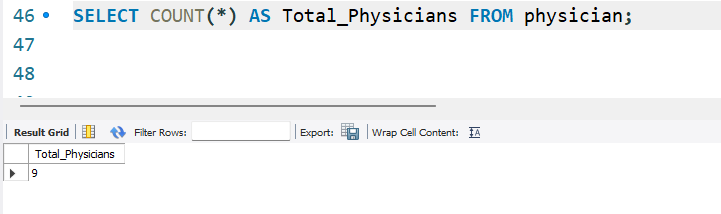 46 SELECT COUNT(*) AS Total_Physicians FROM physician;
47
48
Result Grid Filter Rows: Export: Wrap Cell Content: IA
Total_Physicians
9